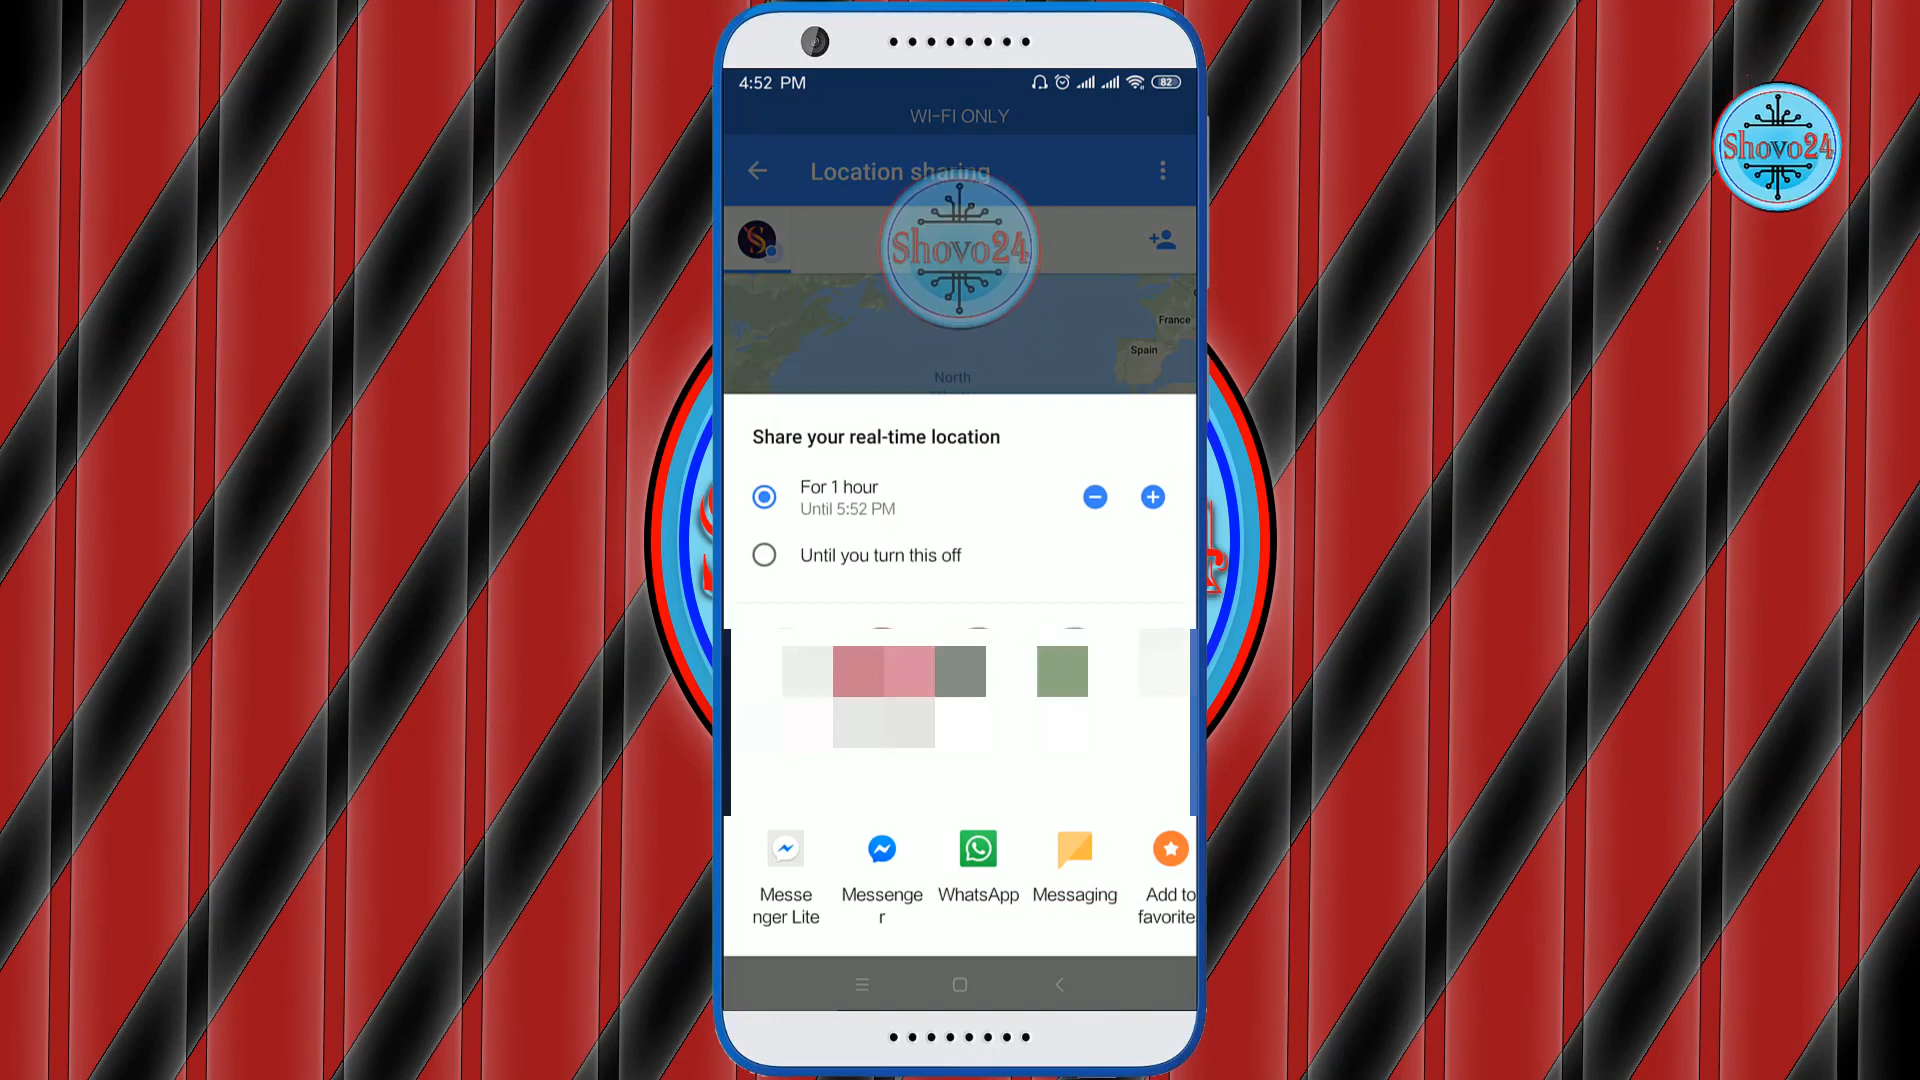 4:52 PM
82
WI-FI ONLY
Location sharing
Shovo24
Shovo24
France
Spain
North
Share your real-time location
For 1 hour
Until 5:52 PM
Until you turn this off
Messe
nger Lite
Messenge
r
WhatsApp
Messaging
Add to
favorite